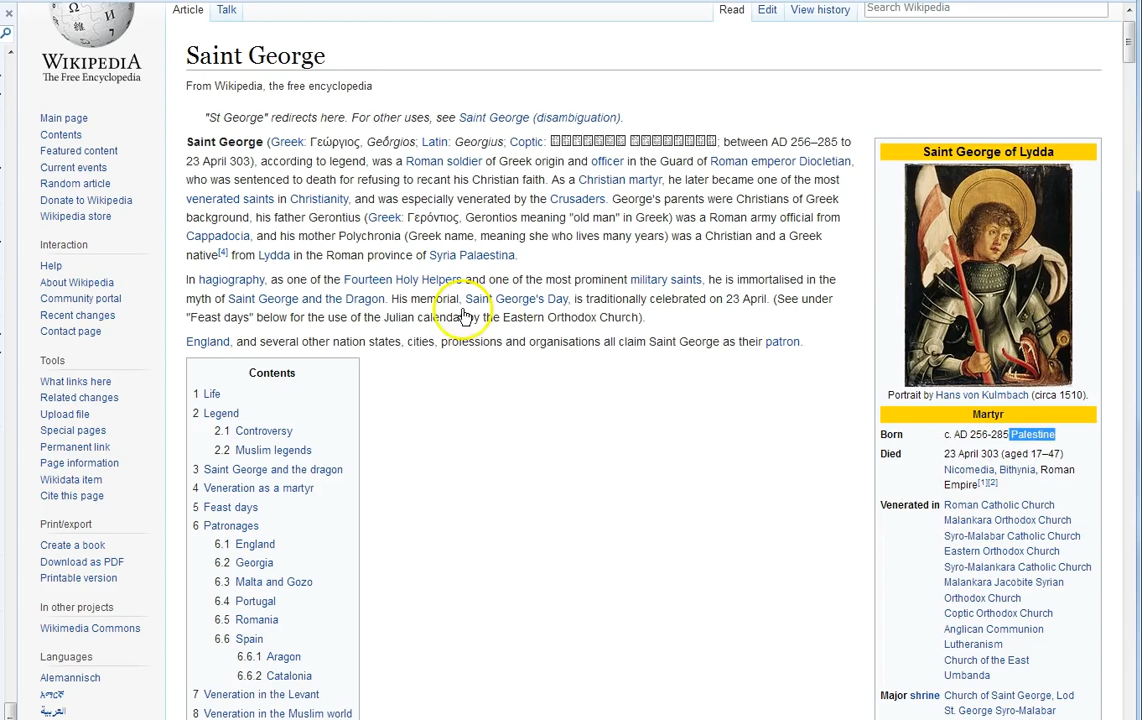 Article Talk Read Edit View history Search Wikipedia
WIKIPEDIA
The Free Encyclopedia
Main page
Contents
Featured content
Current events
Random article
Donate to Wikipedia
Wikipedia store
Interaction
Help
About Wikipedia
Community portal
Recent changes
Contact page
Tools
What links here
Related changes
Upload file
Special pages
Permanent link
Page information
Wikidata item
Cite this page
Print/export
Create a book
Download as PDF
Printable version
In other projects
Wikimedia Commons
Languages
Alemannisch
አማርኛ
العربية
Saint George
From Wikipedia, the free encyclopedia
"St George" redirects here. For other uses, see Saint George (disambiguation).
Saint George (Greek: Γεώργιος, Geṓrgios; Latin: Georgius; Coptic: ; between AD 256–285 to
23 April 303), according to legend, was a Roman soldier of Greek origin and officer in the Guard of Roman emperor Diocletian,
who was sentenced to death for refusing to recant his Christian faith. As a Christian martyr, he later became one of the most
venerated saints in Christianity, and was especially venerated by the Crusaders. George's parents were Christians of Greek
background, his father Gerontius (Greek: Γερόντιος, Gerontios meaning "old man" in Greek) was a Roman army official from
Cappadocia, and his mother Polychronia (Greek name, meaning she who lives many years) was a Christian and a Greek
native[4] from Lydda in the Roman province of Syria Palaestina.
In hagiography, as one of the Fourteen Holy Helpers and one of the most prominent military saints, he is immortalised in the
myth of Saint George and the Dragon. His memorial, Saint George's Day, is traditionally celebrated on 23 April. (See under
"Feast days" below for the use of the Julian calendar by the Eastern Orthodox Church).
England, and several other nation states, cities, professions and organisations all claim Saint George as their patron.
Contents
1 Life
2 Legend
2.1 Controversy
2.2 Muslim legends
3 Saint George and the dragon
4 Veneration as a martyr
5 Feast days
6 Patronages
6.1 England
6.2 Georgia
6.3 Malta and Gozo
6.4 Portugal
6.5 Romania
6.6 Spain
6.6.1 Aragon
6.6.2 Catalonia
7 Veneration in the Levant
8 Veneration in the Muslim world
Saint George of Lydda
Portrait by Hans von Kulmbach (circa 1510).
Martyr
Born c. AD 256-285 Palestine
Died 23 April 303 (aged 17–47)
Nicomedia, Bithynia, Roman
Empire[1][2]
Venerated in Roman Catholic Church
Malankara Orthodox Church
Syro-Malabar Catholic Church
Eastern Orthodox Church
Syro-Malankara Catholic Church
Malankara Jacobite Syrian
Orthodox Church
Coptic Orthodox Church
Anglican Communion
Lutheranism
Church of the East
Umbanda
Major shrine Church of Saint George, Lod
St. George Syro-Malabar